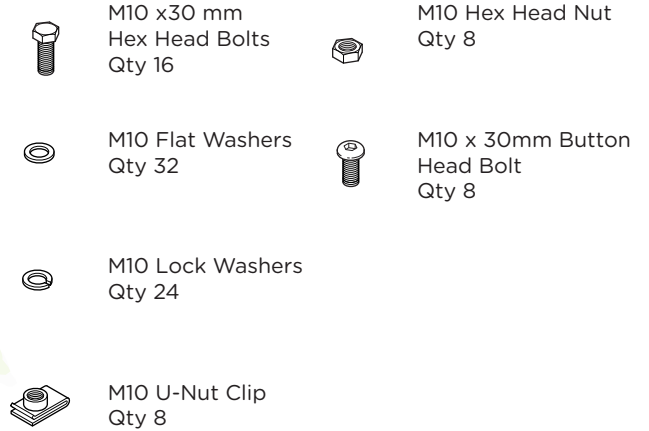 M10 x30 mm
Hex Head Bolts
Qty 16
M10 Hex Head Nut
Qty 8
M10 Flat Washers
Qty 32
M10 x 30mm Button
Head Bolt
Qty 8
M10 Lock Washers
Qty 24
M10 U-Nut Clip
Qty 8